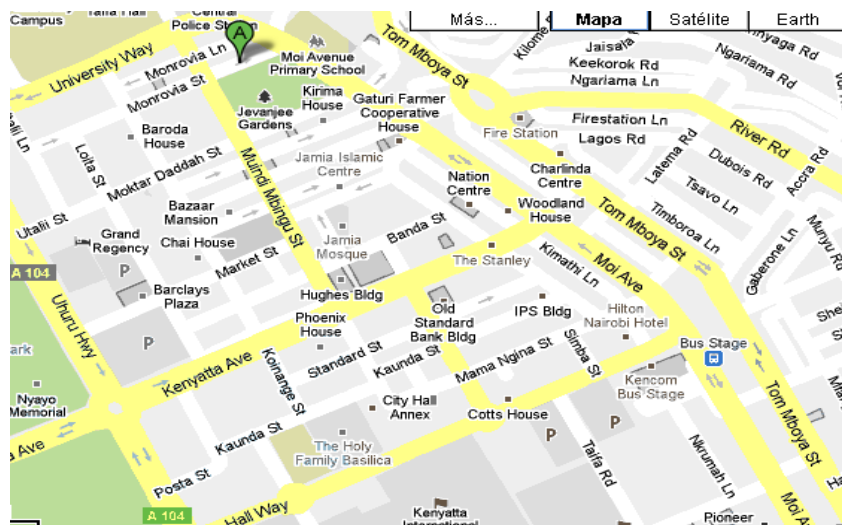 Campus
Central
Police
Más...
Mapa
Satélite
Earth
University Way
Monrovia Ln
A
Moi Avenue
Primary School
Tom Mboya St
Jaisala
Keekorok Rd
Ngariama Ln
Ngariama Rd
Monrovia St
Jevanjee
Gardens
Kirima
House
Gaturi Farmer
Cooperative
House
Fire Station
Firestation Ln
Lagos Rd
River Rd
Baroda
House
Loita St
Moktar Daddah St
Muindi Mbingu St
Jamia Islamic
Centre
Nation
Centre
Charlinda
Centre
Latema Rd
Dubois Rd
Accra Rd
Tsavo Ln
Utalii St
Bazaar
Mansion
Woodland
House
Tom Mboya St
Timboroa Ln
Munyu Rd
Grand
Regency
Chai House
Jamia
Mosque
Banda St
The Stanley
Kimathi Ln
Moi Ave
Gaberone Ln
A 104
P
Market St
Barclays
Plaza
Hughes Bldg
Uhuru Hwy
Phoenix
House
Old
Standard
Bank Bldg
IPS Bldg
Hilton
Nairobi Hotel
P
Bus Stage
Kenyatta Ave
Koinange St
Standard St
Kaunda St
Mama Ngina St
Simba St
Kencom
Bus Stage
Tom Mboya St
Nyayo
Memorial
City Hall
Annex
Cotts House
Kaunda St
The Holy
Family Basilica
P
P
Taifa Rd
Nkrumah Ln
Posta St
A 104
Hall Way
Kenyatta
Moi Av
Pioneer